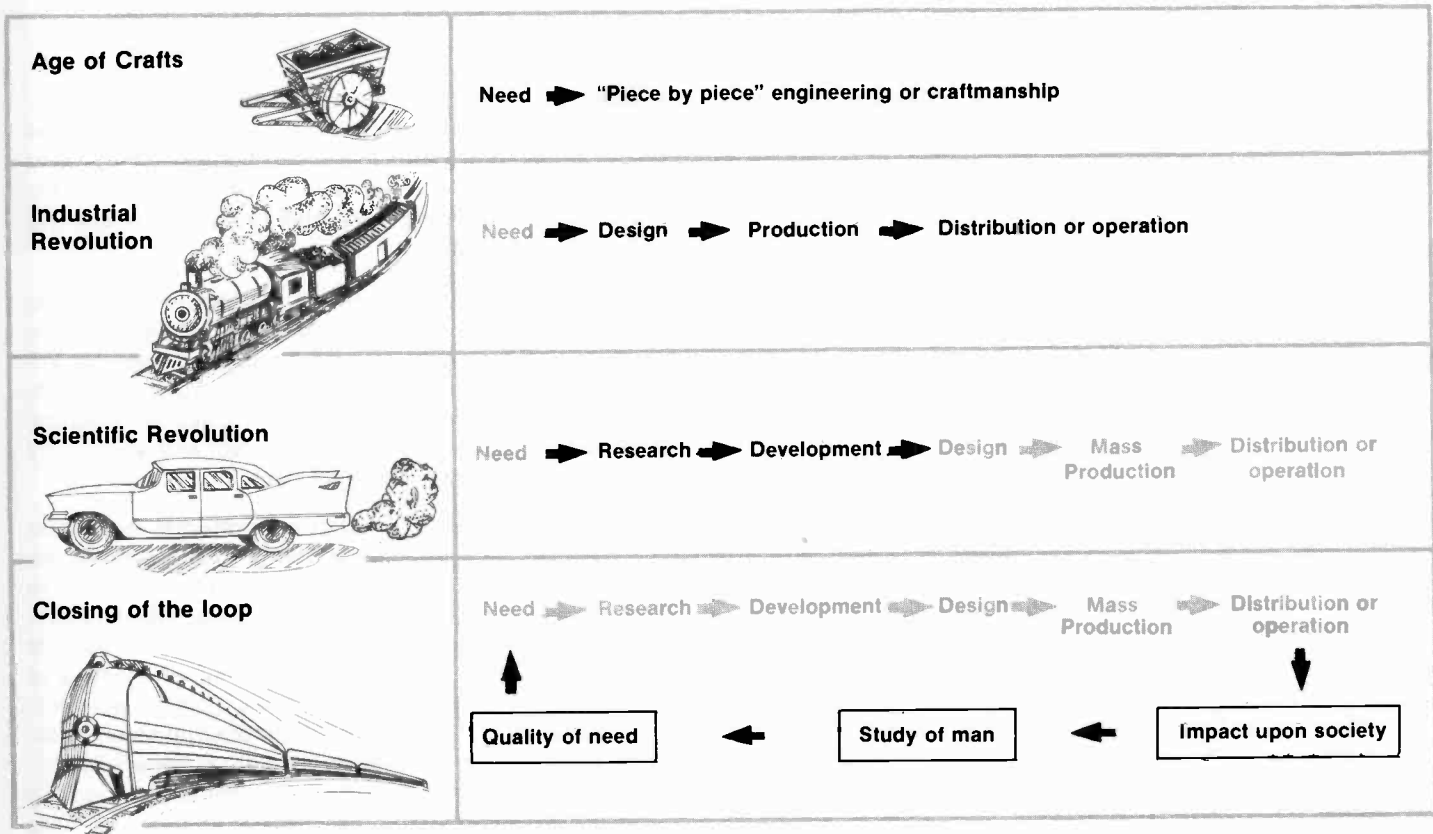 Age of Crafts
Need "Piece by piece" engineering or craftmanship
Industrial
Revolution
Need Design Production Distribution or operation
Scientific Revolution
Need Research Development Design Mass Production Distribution or operation
Closing of the loop
Need Research Development Design Mass Production Distribution or operation
Quality of need Study of man Impact upon society